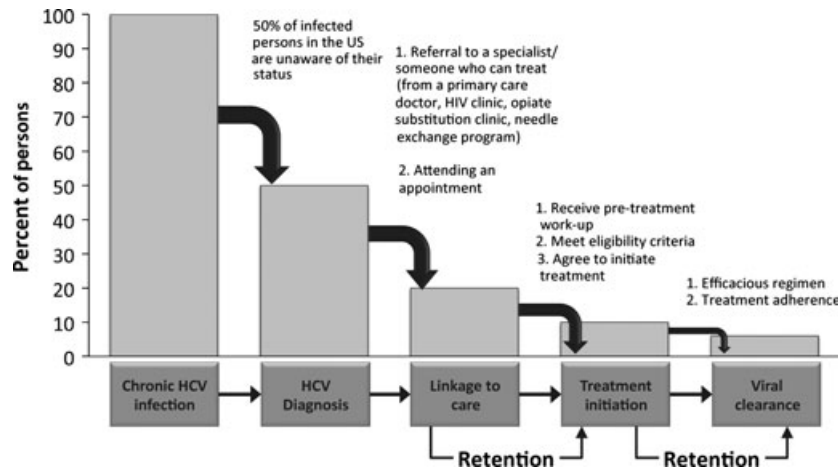 Percent of persons
100
90
80
70
60
50
40
30
20
10
0
50% of infected
persons in the US
are unaware of their
status
1. Referral to a specialist/
someone who can treat
(from a primary care
doctor, HIV clinic, opiate
substitution clinic, needle
exchange program)
2. Attending an
appointment
1. Receive pre-treatment
work-up
2. Meet eligibility criteria
3. Agree to initiate
treatment
1. Efficacious regimen
2. Treatment adherence
Chronic HCV
infection
HCV
Diagnosis
Linkage to
care
Treatment
initiation
Viral
clearance
Retention
Retention